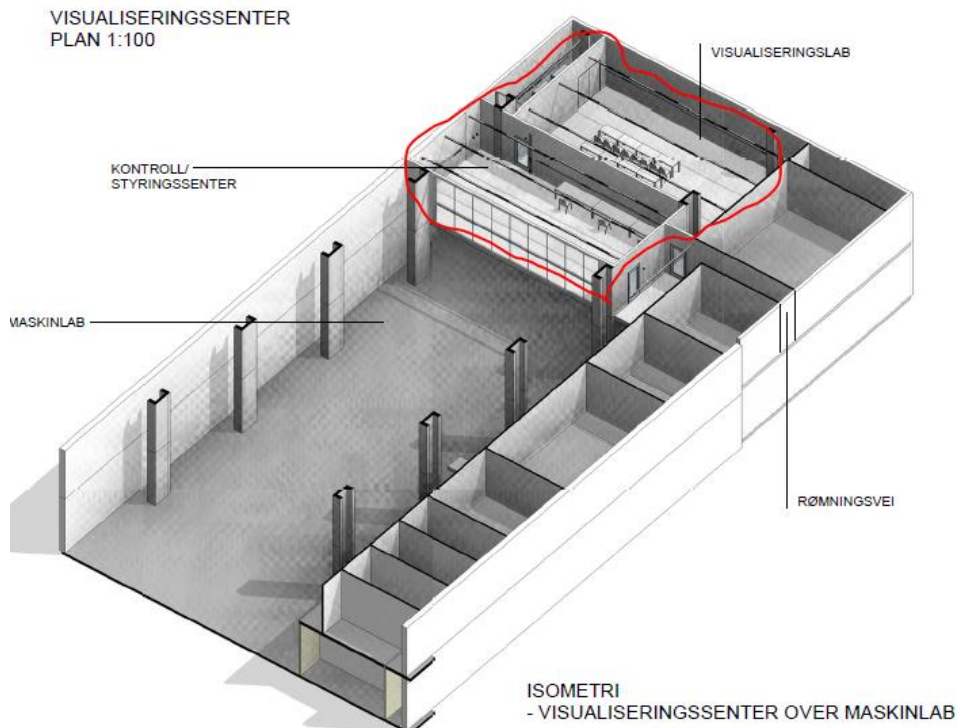 VISUALISERINGSSENTER
PLAN 1:100
VISUALISERINGSLAB
KONTROLL/
STYRINGSSENTER
MASKINLAB
RØMNINGSVEI
ISOMETRI
- VISUALISERINGSSENTER OVER MASKINLAB